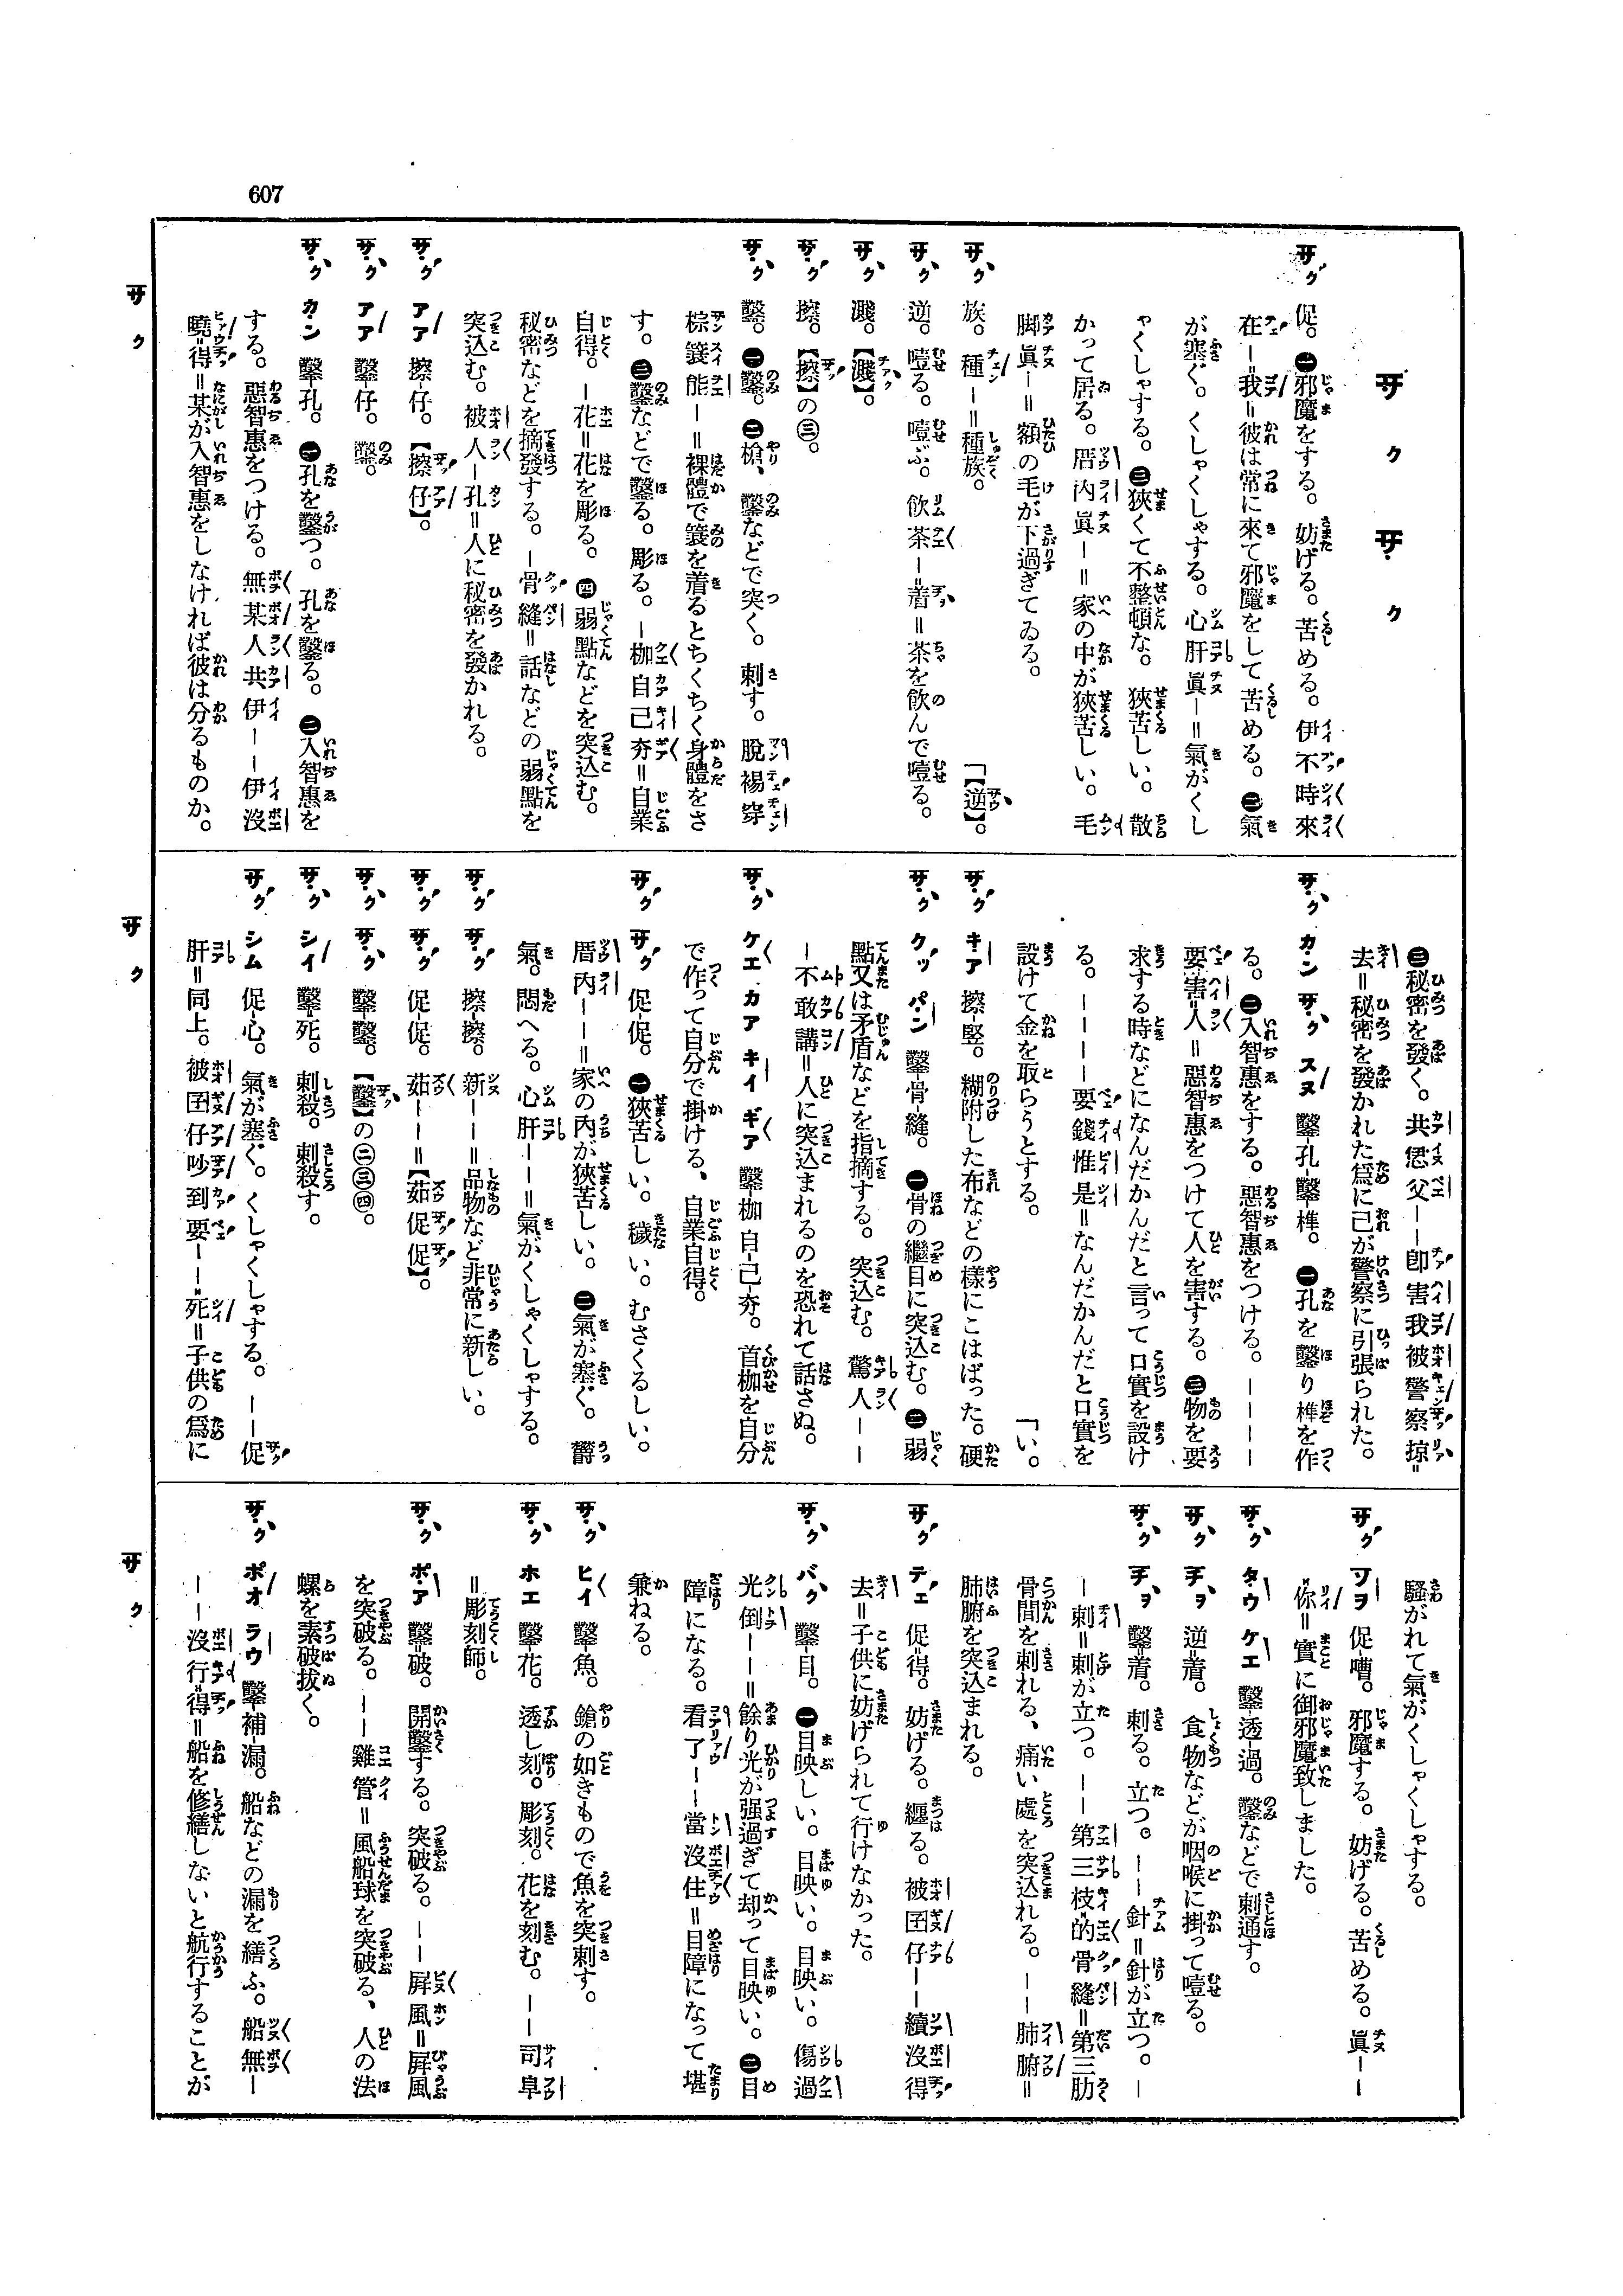 607
サク サク
サク 促。㊀邪魔をする。妨げる。苦める。伊不時來
在－我＝彼は常に來て邪魔をして苦める。㊁氣
が塞ぐ。くしゃくしゃする。心肝眞－＝氣がくし
ゃくしゃする。㊂狹くて不整頓な。狹苦しい。散
かって居る。厝內眞－＝家の中が狹苦しい。毛
脚眞－＝額の毛が下過ぎてゐる。
サク 族。種－＝種族。
「【逆】。
サク 逆。噎る。噎ぶ。飮茶－＝着＝茶を飮んで噎る。
サク 濺。【濺】。
サク 擦。【擦】の㊂。
サク 鑿。㊀鑿。㊁槍、鑿などで突く。刺す。脫裼穿
棕簑能－＝裸體で簑を着るとちくちく身體をさ
す。㊂鑿などで鑿る。彫る。－枷自己夯＝自業
自得。－花＝花を彫る。㊃弱點などを突込む。
秘密などを摘發する。－骨縫＝話などの弱點を
突込む。被人－孔＝人に秘密を發かれる。
サク アア 擦-仔。【擦仔】。
サク アア 鑿-仔。鑿。
サク カン 鑿-孔。㊀孔を鑿つ。孔を鑿る。㊁入智惠を
する。惡智惠をつける。無某人共伊－－伊沒
曉-得＝某が入智惠をしなければ彼は分るものか。
サク
㊂秘密を發く。共恁父－－卽害我被警察掠=
去＝秘密を發かれた爲に己が警察に引張られた。
サク カン サク スヌ 鑿-孔-鑿榫。㊀孔を鑿り榫を作
る。㊁入智惠をする。惡智惠をつける。－－－－
要-害-人＝惡智惠をつけて人を害する。㊂物を要
求する時などになんだかんだと言って口實を設け
る。－－－－要錢惟是＝なんだかんだと口實を
設けて金を取らうとする。
「い。
サク キア 擦-堅。糊附した布などの樣にこはばった。硬
サク クッ パン 鑿-骨-縫。㊀骨の繼目に突込む。㊁弱
點又は矛盾などを指摘する。突込む。驚人－－
－不敢講＝人に突込まれるのを恐れて話さぬ。
サク ケエ カア キイ ギア 鑿-枷 自-己-夯。首枷を自分
で作って自分で掛ける、自業自得。
サク サク 促-促。㊀狹苦しい。穢い。むさくるしい。
厝內－－＝家の內が狹苦しい。㊁氣が塞ぐ。欝
氣。悶へる。心肝－－＝氣がくしゃくしゃする。
サク サク 擦-擦。新－－＝品物など非常に新しい。
サク サク 促-促。茹－－＝【茹促促】。
サク サク 鑿鑿。【鑿】の㊁㊂㊃。
サク シイ 鑿-死。刺殺。刺殺す。
サク シム 促-心。氣が塞ぐ。くしゃくしゃする。－－促
肝＝同上。被囝仔吵到要－－死＝子供の爲に
サク
騷がれて氣がくしゃくしゃする。
サク ツヲ 促-嘈。邪魔する。妨げる。苦める。眞－－
你＝實に御邪魔致しました。
サク タウ ケエ 鑿-透-過。鑿などで刺通す。
サク チヲ 逆-着。食物などが咽喉に掛って噎る。
サク チヲ 鑿-着。刺る。立つ。－－針＝針が立つ。－
－刺＝刺が立つ。－－第三枝的骨縫＝第三肋
骨間を刺れる、痛い處を突込れる。－－肺腑＝
肺腑を突込まれる。
サク テェ 促-得。妨げる。纒る。被囝仔－－續沒得
去＝子供に妨げられて行けなかった。
サク バク 鑿-目。㊀目映しい。目映い。目映い。傷過
光倒－－＝餘り光が强過ぎて却って目映い。㊁目
障になる。看了－－當沒住＝目障になって堪
兼ねる。
サク ヒイ 鑿-魚。鎗の如きもので魚を突刺す。
サク ホエ 鑿-花。透し刻。彫刻。花を刻む。－－司阜
＝彫刻師。
サク ポア 鑿-破。開鑿する。突破る。－－屛風＝屛風
を突破る。－－雞管＝風船球を突破る、人の法
螺を素破拔く。
サク ポオ ラウ 鑿-補-漏。船などの漏を繕ふ。船無－
－－沒行-得＝船を修繕しないと航行することが
サク